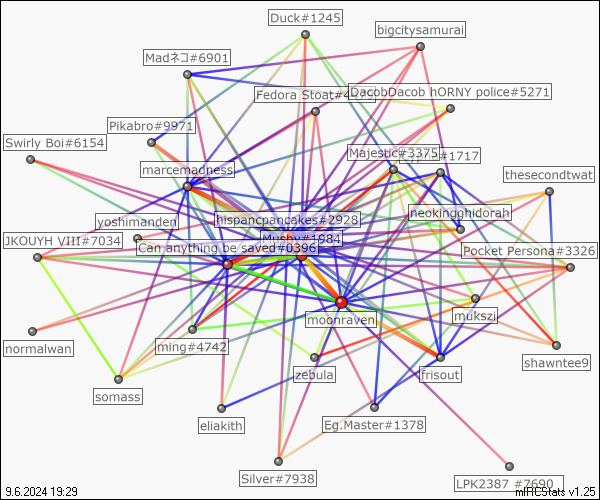 Duck#1245
bigcitysamurai
Madネコ#6901
Fedora Stoat#4
DacobDacob hORNY police#5271
Pikabro#9971
Swirly Boi#6154
Majestic#3375
#1717
marcemadness
thesecondtwat
yoshimanden
hispancpancakes#2928
neokingghidorah
JKOUYH VIII#7034
Can anything be saved#0396
Mushy#1984
Pocket Persona#3326
moonraven
mukszi
normalwan
ming#4742
shawntee9
zebula
frisout
somass
eliakith
Eg.Master#1378
Silver#7938
LPK2387 #7690
9.6.2024 19:29
mIRCStats v1.25